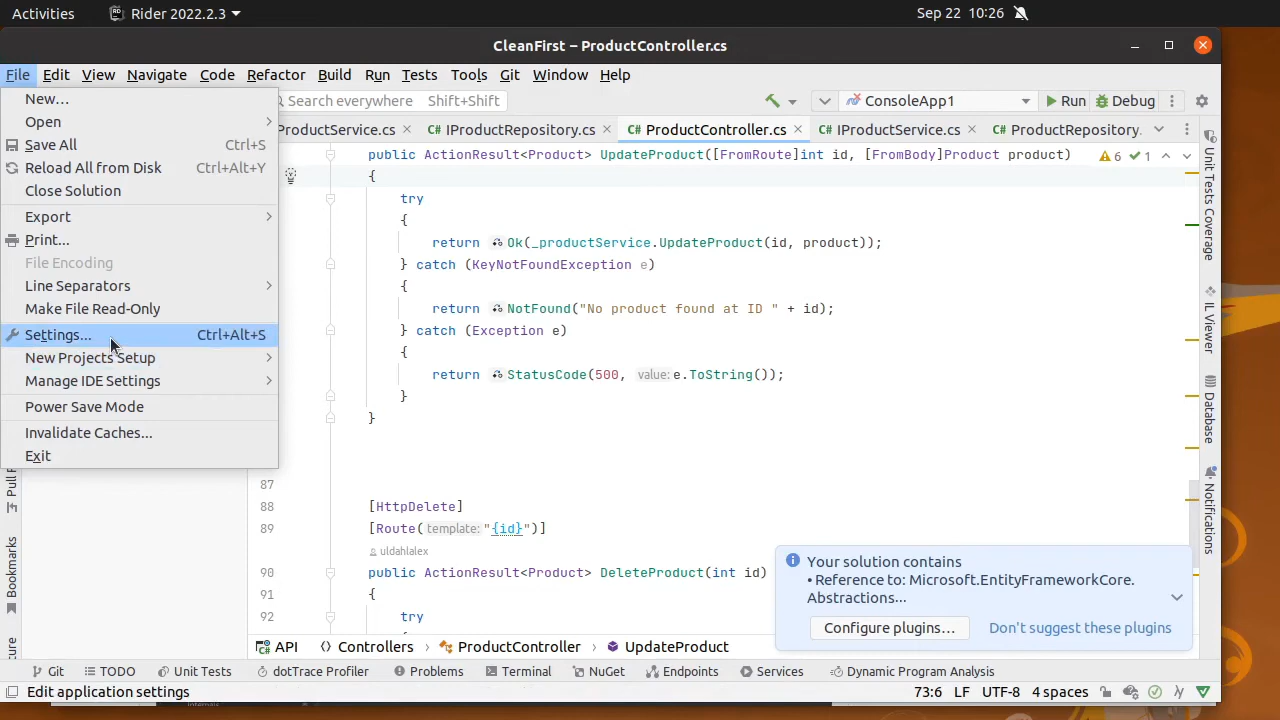 Activities
Rider 2022.2.3
Sep 22 10:26
CleanFirst – ProductController.cs
File Edit View Navigate Code Refactor Build Run Tests Tools Git Window Help
Search everywhere Shift+Shift
ConsoleApp1
Run
Debug
New…
Open
Save All Ctrl+S
Reload All from Disk Ctrl+Alt+Y
Close Solution
Export
Print...
File Encoding
Line Separators
Make File Read-Only
Settings... Ctrl+Alt+S
New Projects Setup
Manage IDE Settings
Power Save Mode
Invalidate Caches...
Exit
ProductService.cs
C# IProductRepository.cs
C# ProductController.cs
C# IProductService.cs
C# ProductRepository.
public ActionResult<Product> UpdateProduct([FromRoute]int id, [FromBody]Product product)
6 1
{
try
{
return Ok(_productService.UpdateProduct(id, product));
} catch (KeyNotFoundException e)
{
return NotFound("No product found at ID " + id);
} catch (Exception e)
{
return StatusCode(500, value: e.ToString());
}
}
87
88 [HttpDelete]
89 [Route( template: "{id}")]
uldahlalex
90 public ActionResult<Product> DeleteProduct(int id)
91 {
92 try
Your solution contains
• Reference to: Microsoft.EntityFrameworkCore.
Abstractions...
Configure plugins...
Don't suggest these plugins
Bookmarks
Unit Tests Coverage
IL Viewer
Database
Notifications
API
Controllers
ProductController
UpdateProduct
Git
TODO
Unit Tests
dotTrace Profiler
Problems
Terminal
NuGet
Endpoints
Services
Dynamic Program Analysis
Edit application settings
73:6 LF UTF-8 4 spaces